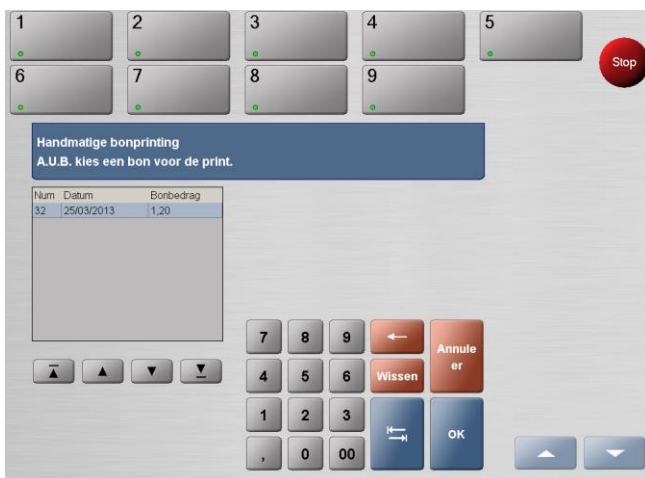 1 2 3 4 5
Stop
6 7 8 9
Handmatige bonprinting
A.U.B. kies een bon voor de print.
Num Datum Bonbedrag
32 25/03/2013 1,20
7 8 9
Annule
er
4 5 6 Wissen
1 2 3
OK
, 0 00